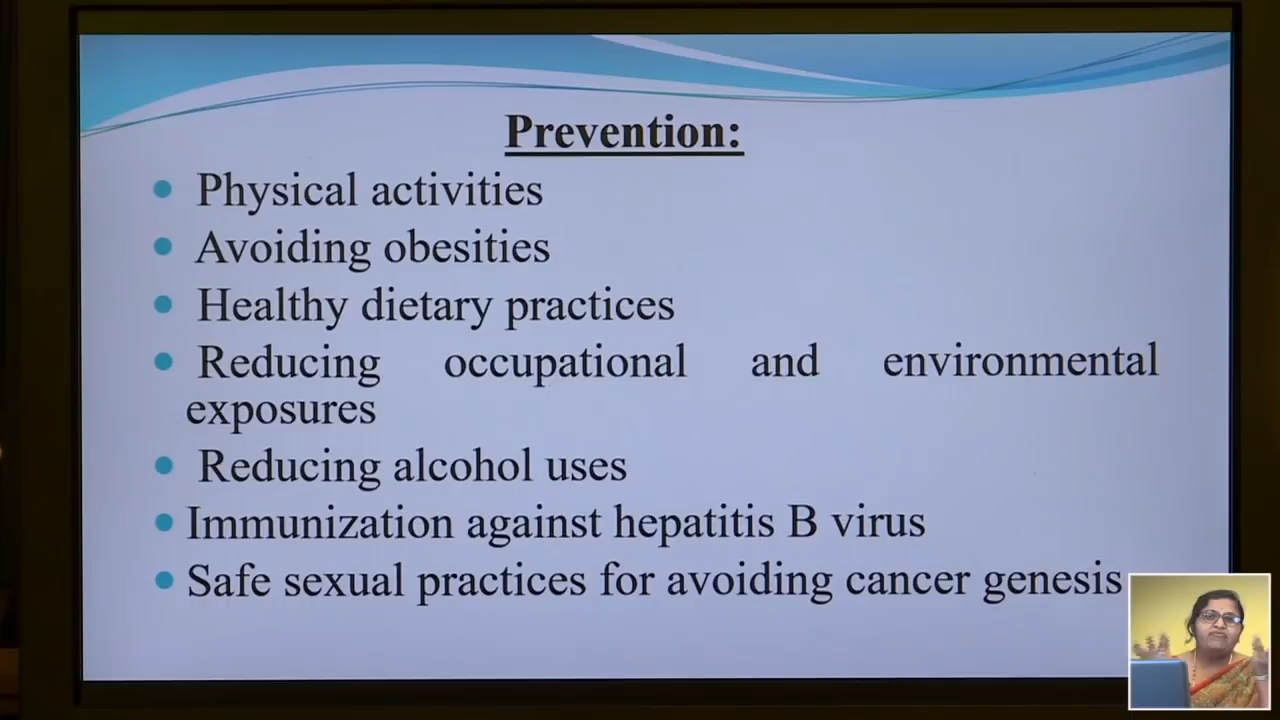 Prevention:
Physical activities
Avoiding obesities
Healthy dietary practices
Reducing occupational and environmental
exposures
Reducing alcohol uses
Immunization against hepatitis B virus
Safe sexual practices for avoiding cancer genesis